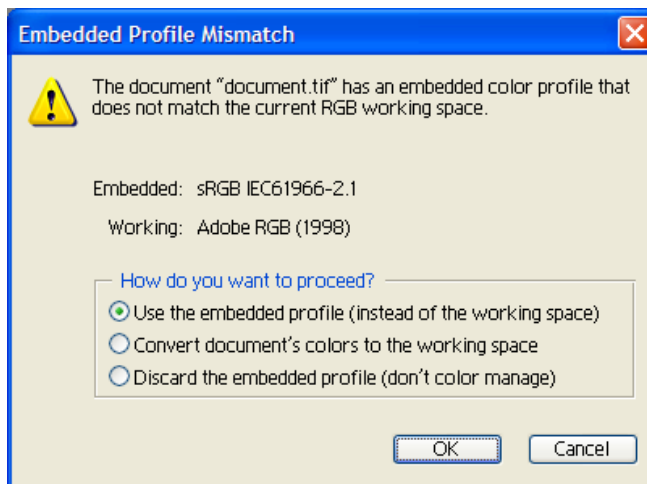 Embedded Profile Mismatch
The document “document.tif” has an embedded color profile that
does not match the current RGB working space.
Embedded: sRGB IEC61966-2.1
Working: Adobe RGB (1998)
How do you want to proceed?
Use the embedded profile (instead of the working space)
Convert document's colors to the working space
Discard the embedded profile (don't color manage)
OK Cancel